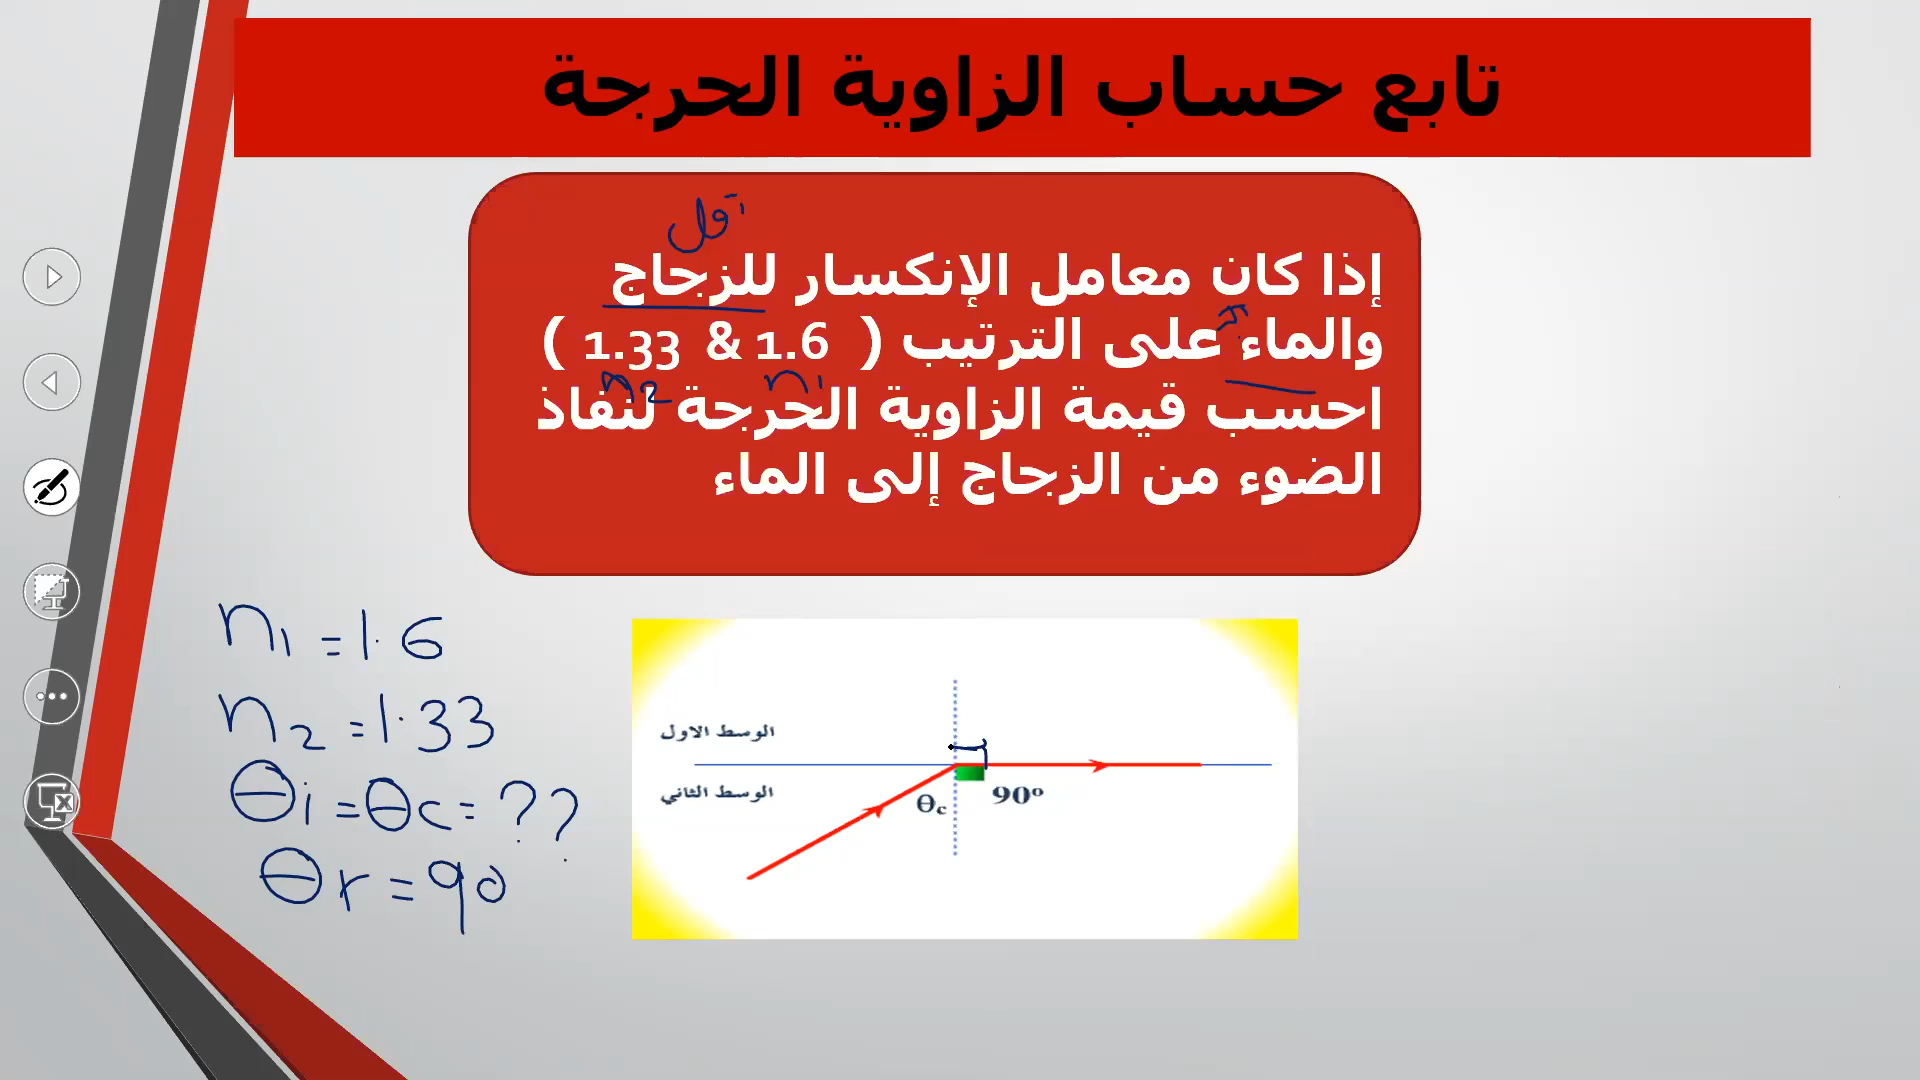 تابع حساب الزاوية الحرجة
إذا كان معامل الإنكسار للزجاج
والماء على الترتيب ( 1.6 & 1.33 )
n1 n2
احسب قيمة الزاوية الحرجة لنفاذ
الضوء من الزجاج إلى الماء
n1 = 1.6
n2 = 1.33
θi = θc = ??
θr = 90
الوسط الاول
الوسط الثاني
θc
90º